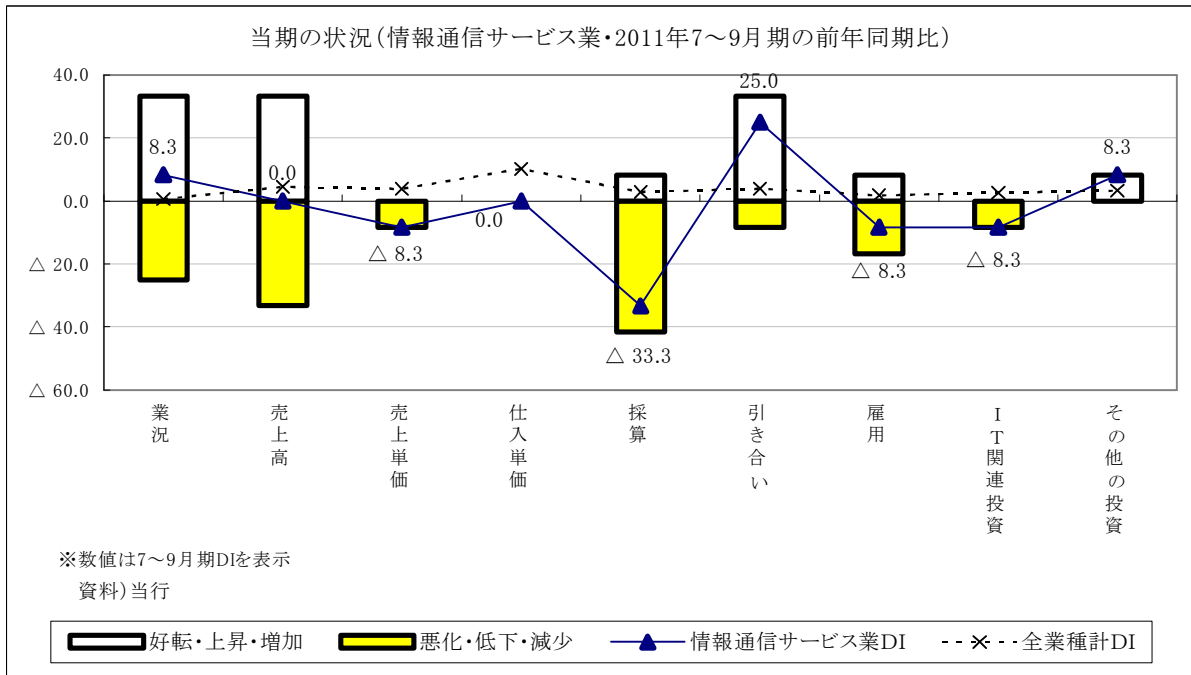 当期の状況(情報通信サービス業・2011年7～9月期の前年同期比)
40.0
20.0
0.0
△ 20.0
△ 40.0
△ 60.0
8.3
0.0
△ 8.3
0.0
△ 33.3
25.0
△ 8.3
△ 8.3
8.3
業況
売上高
売上単価
仕入単価
採算
引き合い
雇用
IT関連投資
その他の投資
※数値は7～9月期DIを表示
資料)当行
好転・上昇・増加
悪化・低下・減少
情報通信サービス業DI
全業種計DI